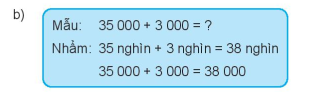 b)
Mẫu: 35 000 + 3 000 = ?
Nhẩm: 35 nghìn + 3 nghìn = 38 nghìn
35 000 + 3 000 = 38 000